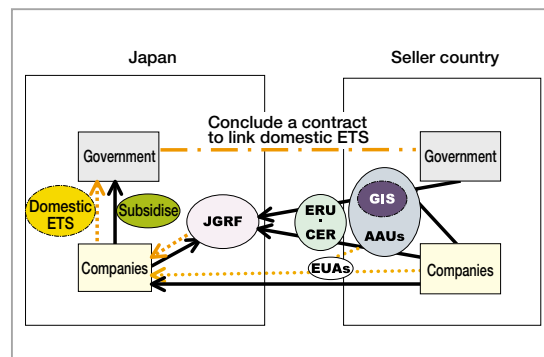 Japan
Seller country
Conclude a contract
to link domestic ETS
Government
Government
Domestic
ETS
Subsidise
JGRF
ERU
·
CER
GIS
AAUs
EUAs
Companies
Companies